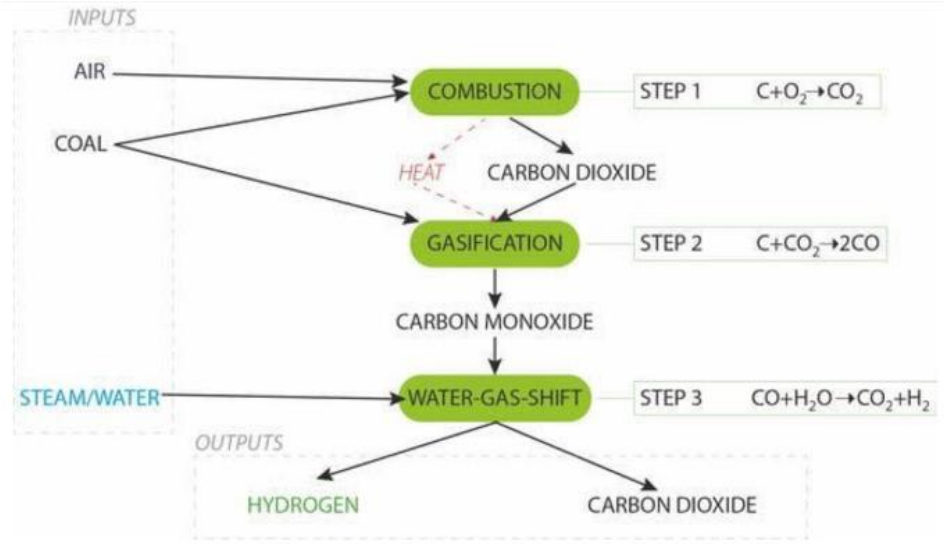 INPUTS
AIR
COMBUSTION
STEP 1 C+O₂→CO₂
COAL
HEAT
CARBON DIOXIDE
GASIFICATION
STEP 2 C+CO₂→2CO
CARBON MONOXIDE
STEAM/WATER
WATER-GAS-SHIFT
STEP 3 CO+H₂O→CO₂+H₂
OUTPUTS
HYDROGEN
CARBON DIOXIDE